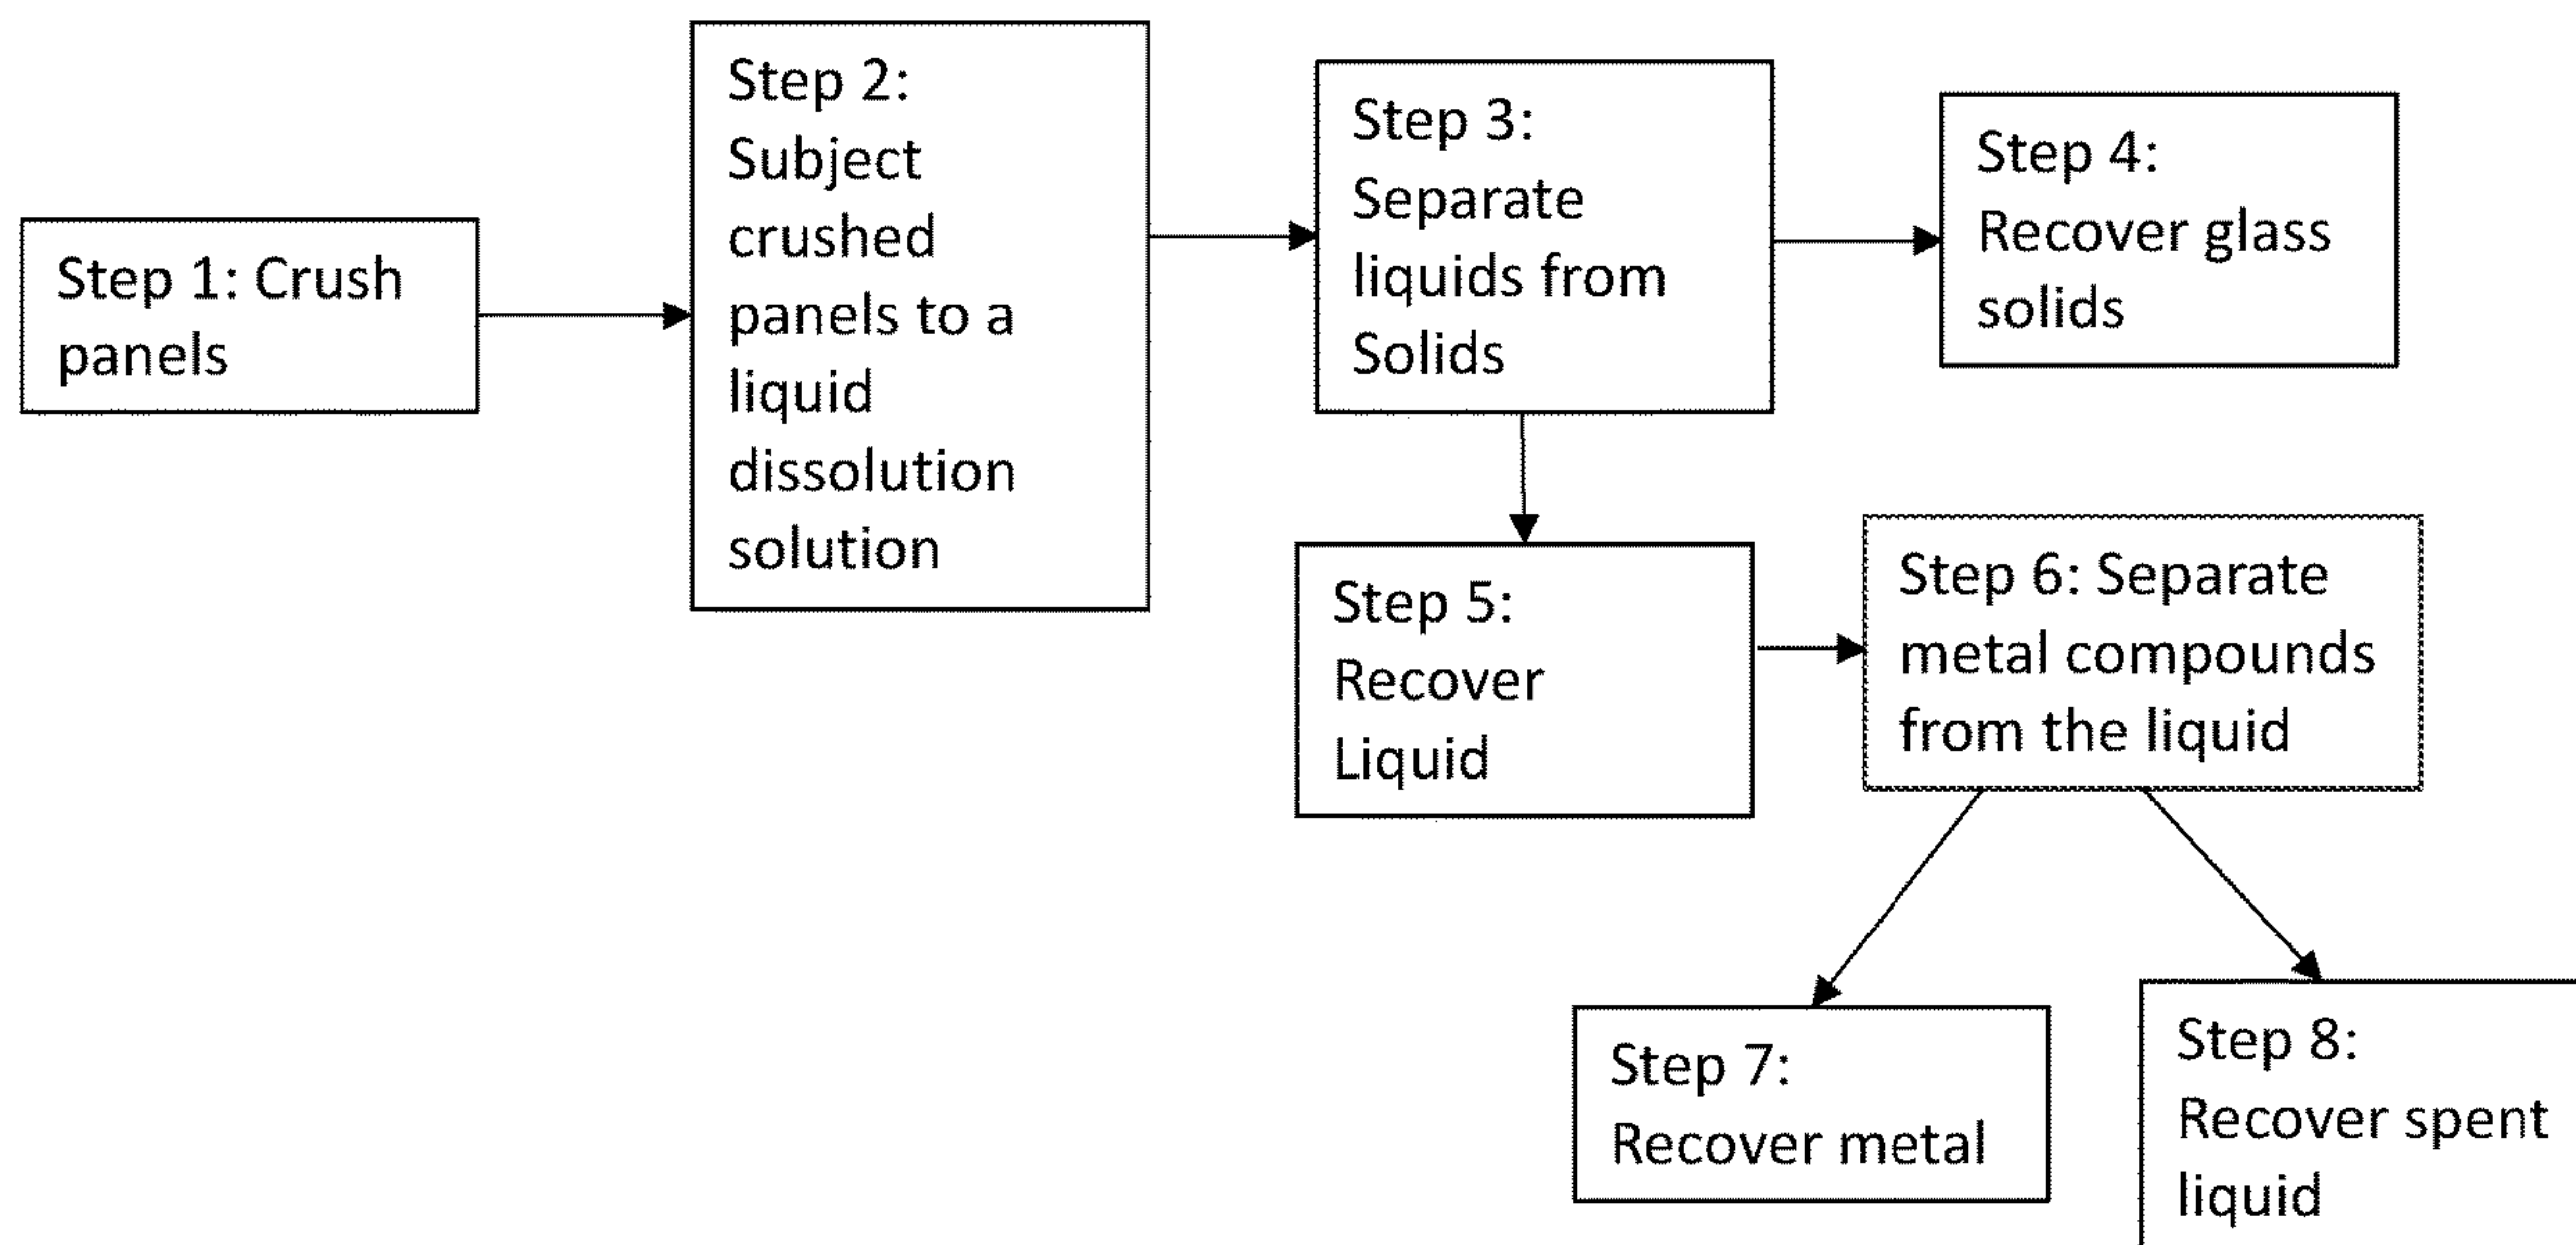 Step 1: Crush
panels
Step 2:
Subject
crushed
panels to a
liquid
dissolution
solution
Step 3:
Separate
liquids from
Solids
Step 4:
Recover glass
solids
Step 5:
Recover
Liquid
Step 6: Separate
metal compounds
from the liquid
Step 7:
Recover metal
Step 8:
Recover spent
liquid